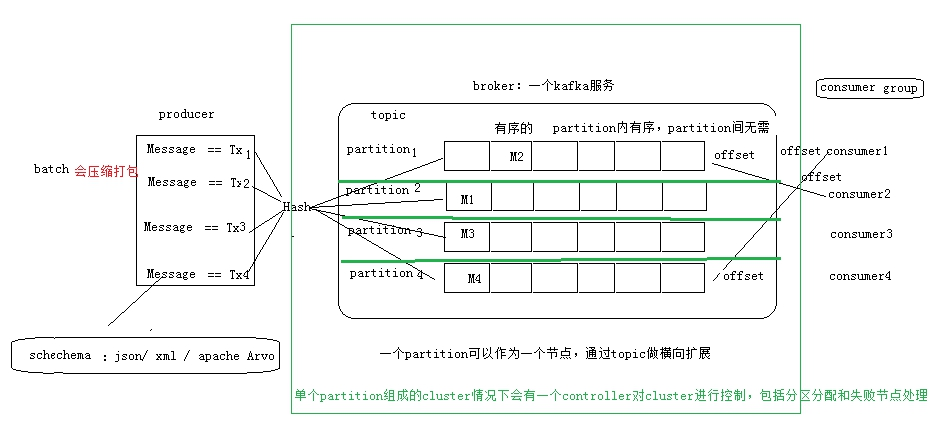 broker: 一个kafka服务
consumer group
producer
topic
有序的 partition内有序，partition间无需
Message == Tx 1
partition 1
M2
offset
offset consumer1
batch 会压缩打包
Message == Tx2
partition 2
M1
offset
consumer2
Hash
Message == Tx3
partition 3
M3
consumer3
Message == Tx4
partition 4
M4
offset
consumer4
schechema : json/ xml / apache Arvo
一个partition可以作为一个节点，通过topic做横向扩展
单个partition组成的cluster情况下会有一个controller对cluster进行控制，包括分区分配和失败节点处理